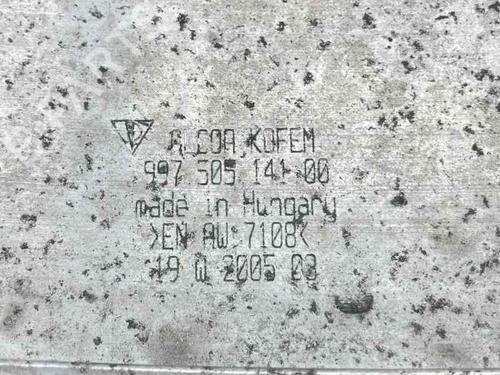 ALCOA KOFEM
997 505 141 00
made in Hungary
>EN AW 7108<
19 W 2005 03